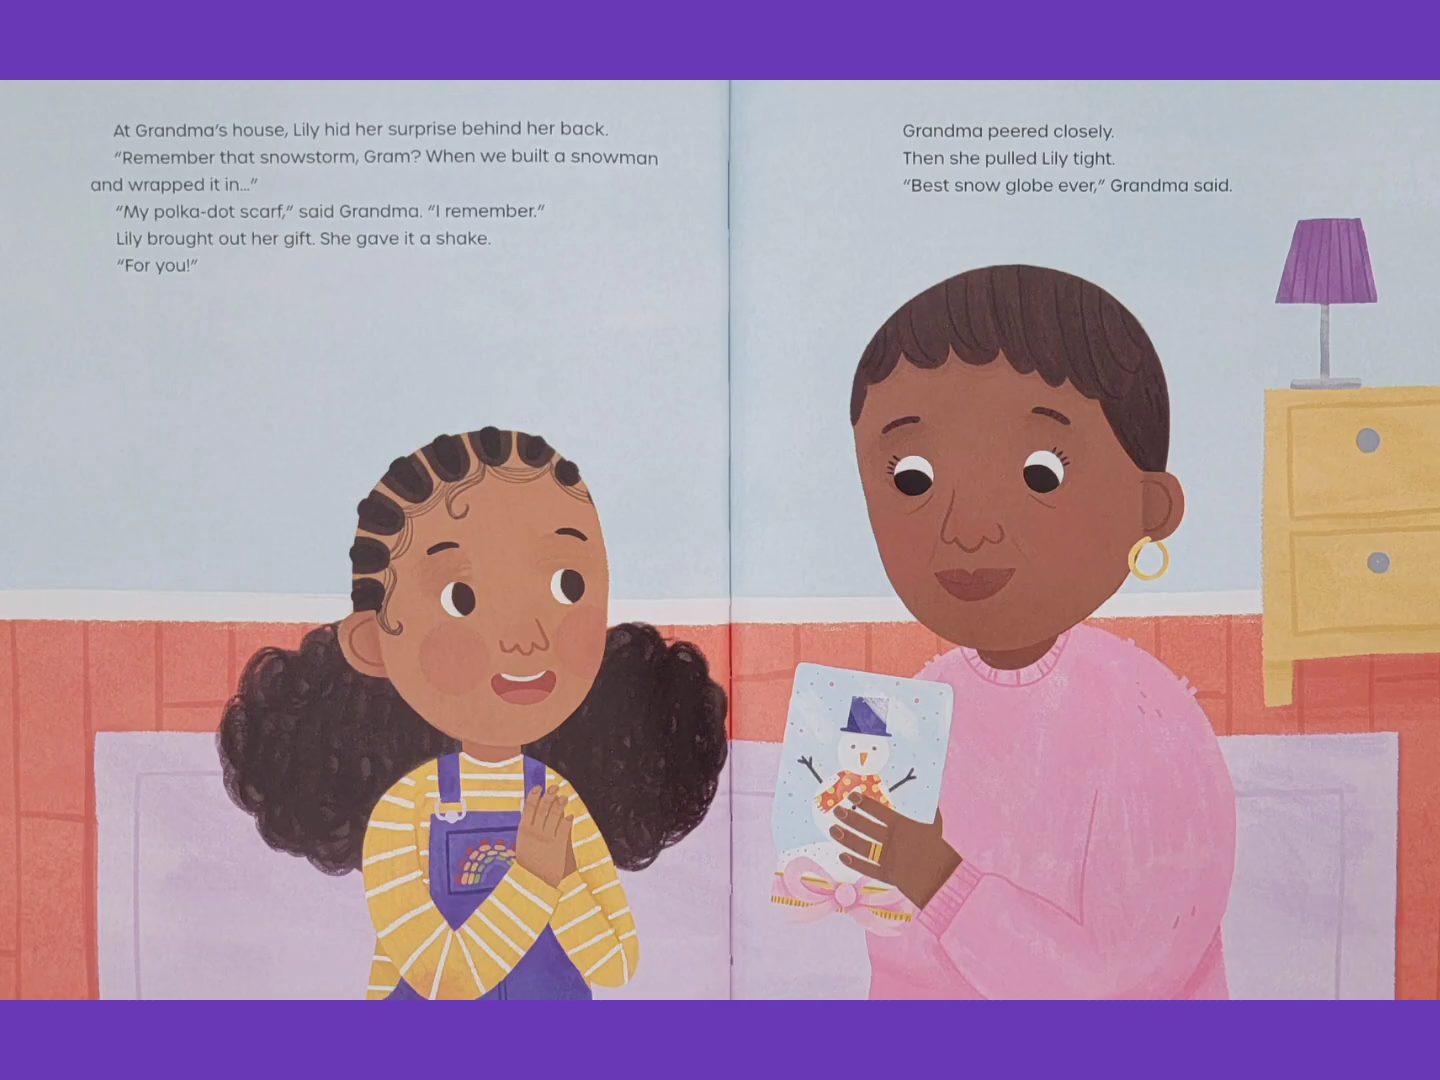 At Grandma's house, Lily hid her surprise behind her back.
“Remember that snowstorm, Gram? When we built a snowman
and wrapped it in...”
“My polka-dot scarf,” said Grandma. “I remember.”
Lily brought out her gift. She gave it a shake.
“For you!”
Grandma peered closely.
Then she pulled Lily tight.
“Best snow globe ever,” Grandma said.